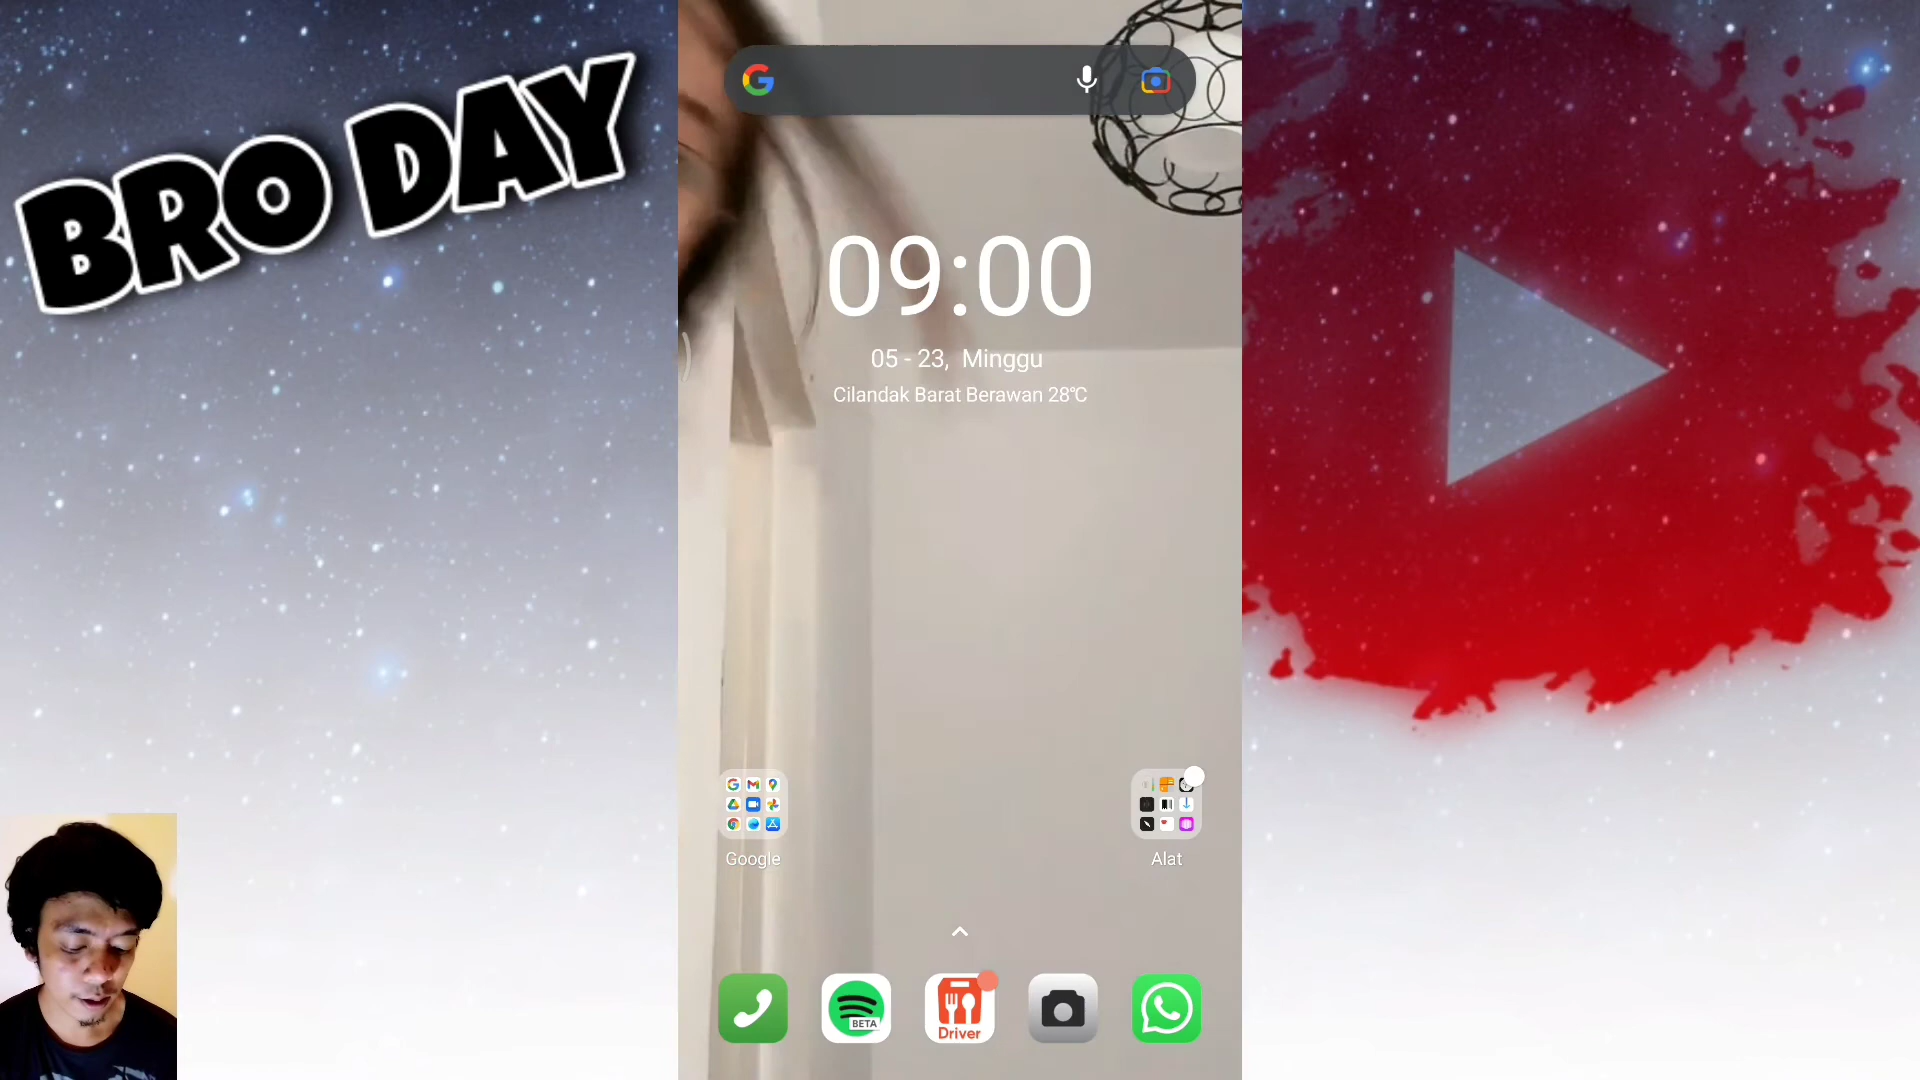 BRO DAY
09:00
05 - 23, Minggu
Cilandak Barat Berawan 28℃
Google
Alat
BETA
Driver